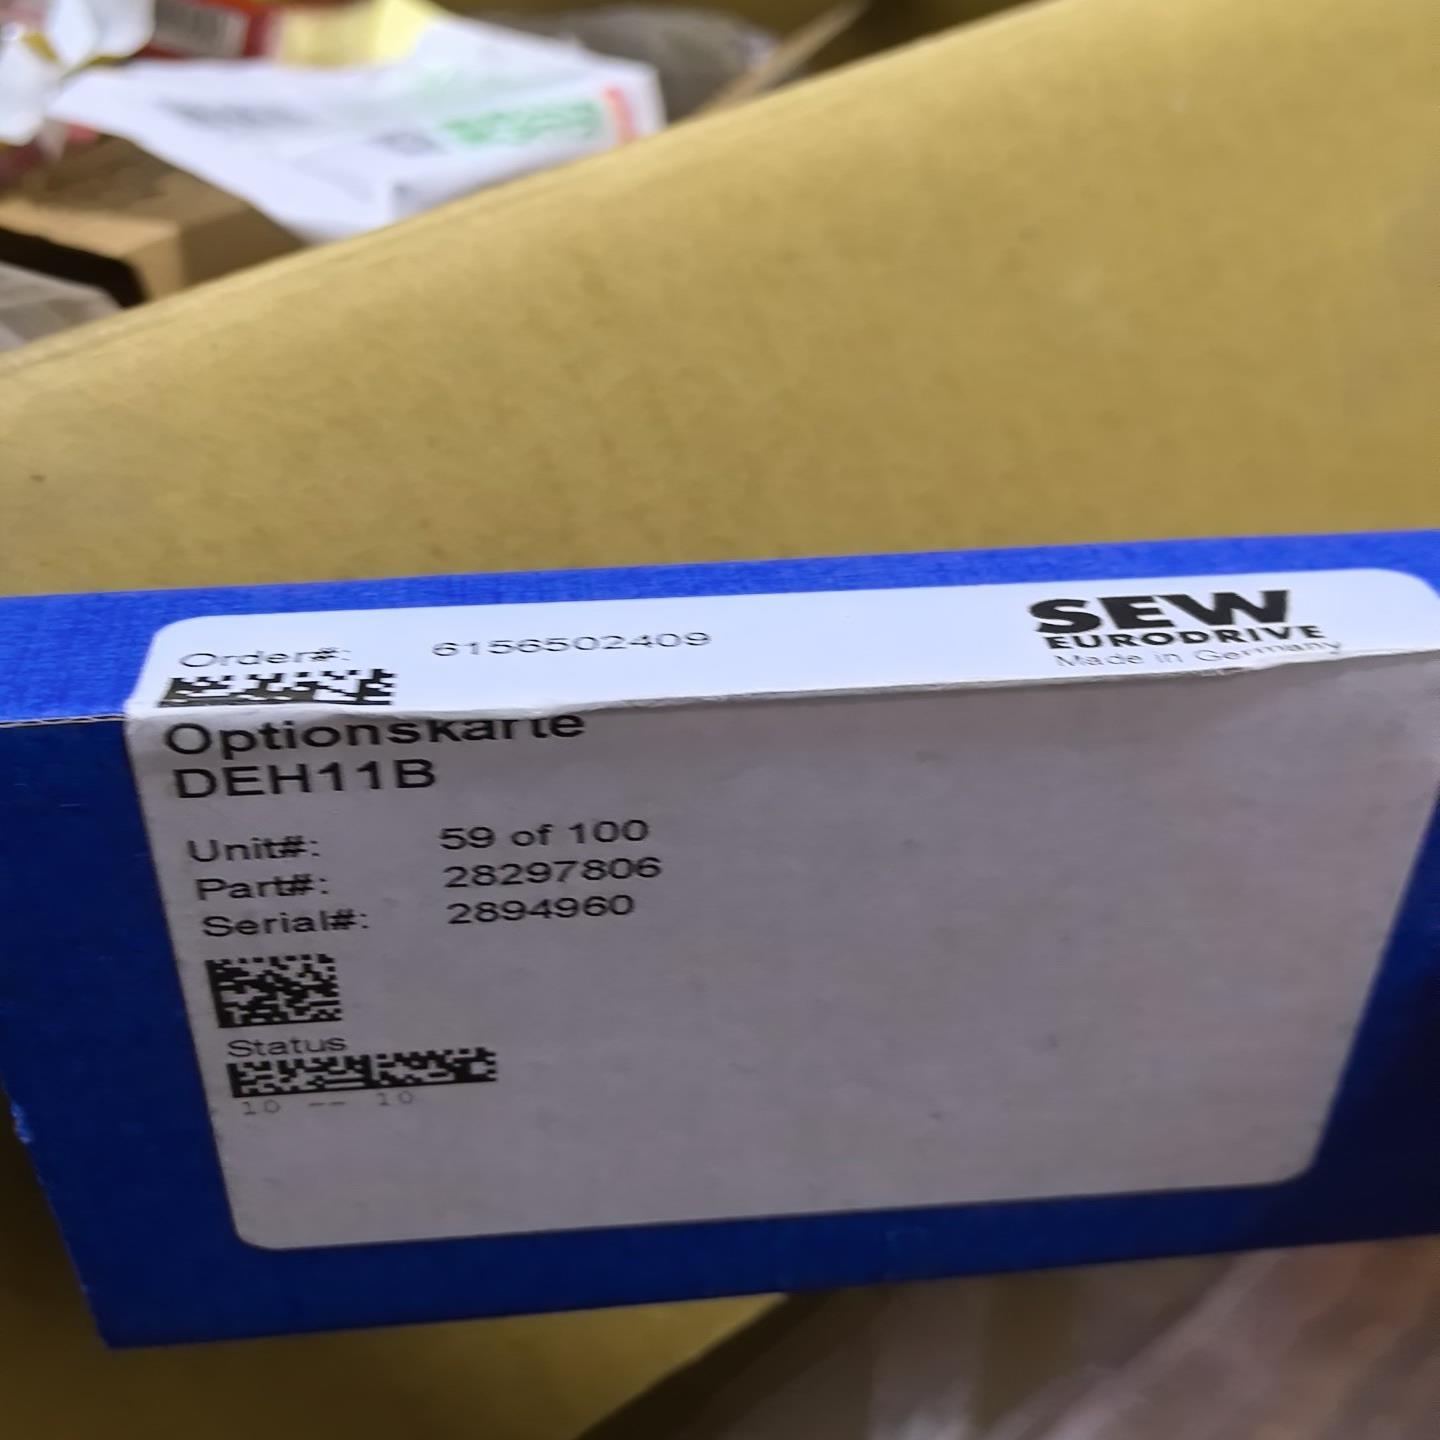 Order#: 6156502409
SEW
EURODRIVE
Made in Germany
Optionskarte
DEH11B
Unit#: 59 of 100
Part#: 28297806
Serial#: 2894960
Status
10 -- 10